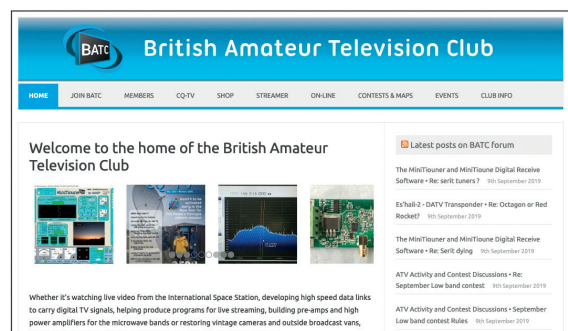 BATC
British Amateur Television Club
HOME JOIN BATC MEMBERS CQ-TV SHOP STREAMER ON-LINE CONTESTS & MAPS EVENTS CLUB INFO
Welcome to the home of the British Amateur
Television Club
Whether it's watching live video from the International Space Station, developing high speed data links
to carry digital TV signals, helping produce programs for live streaming, building pre-amps and high
power amplifiers for the microwave bands or restoring vintage cameras and outside broadcast vans,
Latest posts on BATC forum
The MiniTiouner and MiniTioune Digital Receive
Software • Re: serit tuners ? 9th September 2019
Es'hail-2 - DATV Transponder • Re: Octagon or Red
Rocket? 9th September 2019
The MiniTiouner and MiniTioune Digital Receive
Software • Re: Serit dying 9th September 2019
ATV Activity and Contest Discussions • Re:
September Low band contest 9th September 2019
ATV Activity and Contest Discussions • September
Low band contest Rules 9th September 2019